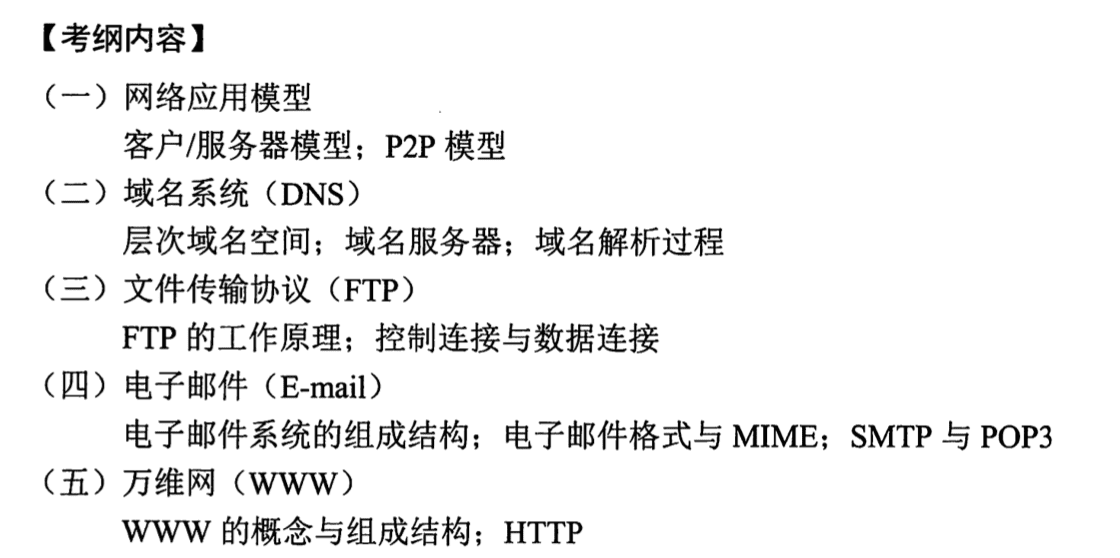 【考纲内容】
（一）网络应用模型
客户/服务器模型；P2P 模型
（二）域名系统（DNS）
层次域名空间；域名服务器；域名解析过程
（三）文件传输协议（FTP）
FTP 的工作原理；控制连接与数据连接
（四）电子邮件（E-mail）
电子邮件系统的组成结构；电子邮件格式与 MIME；SMTP 与 POP3
（五）万维网（WWW）
WWW 的概念与组成结构；HTTP